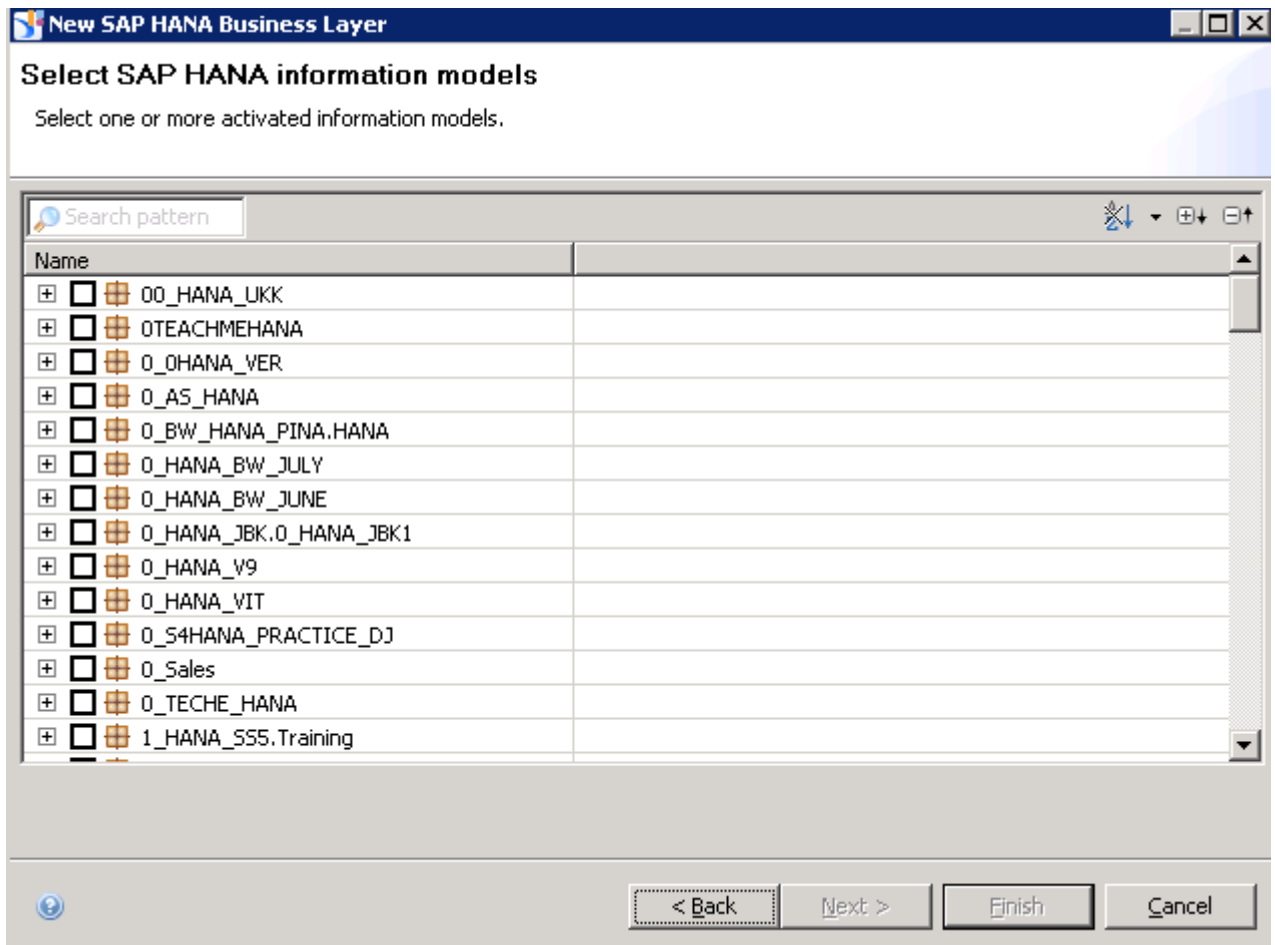 New SAP HANA Business Layer
Select SAP HANA information models
Select one or more activated information models.
Search pattern
Name
00_HANA_UKK
0TEACHMEHANA
0_0HANA_VER
0_AS_HANA
0_BW_HANA_PINA.HANA
0_HANA_BW_JULY
0_HANA_BW_JUNE
0_HANA_JBK.0_HANA_JBK1
0_HANA_V9
0_HANA_VIT
0_S4HANA_PRACTICE_DJ
0_Sales
0_TECHE_HANA
1_HANA_SS5.Training
< Back Next > Finish Cancel